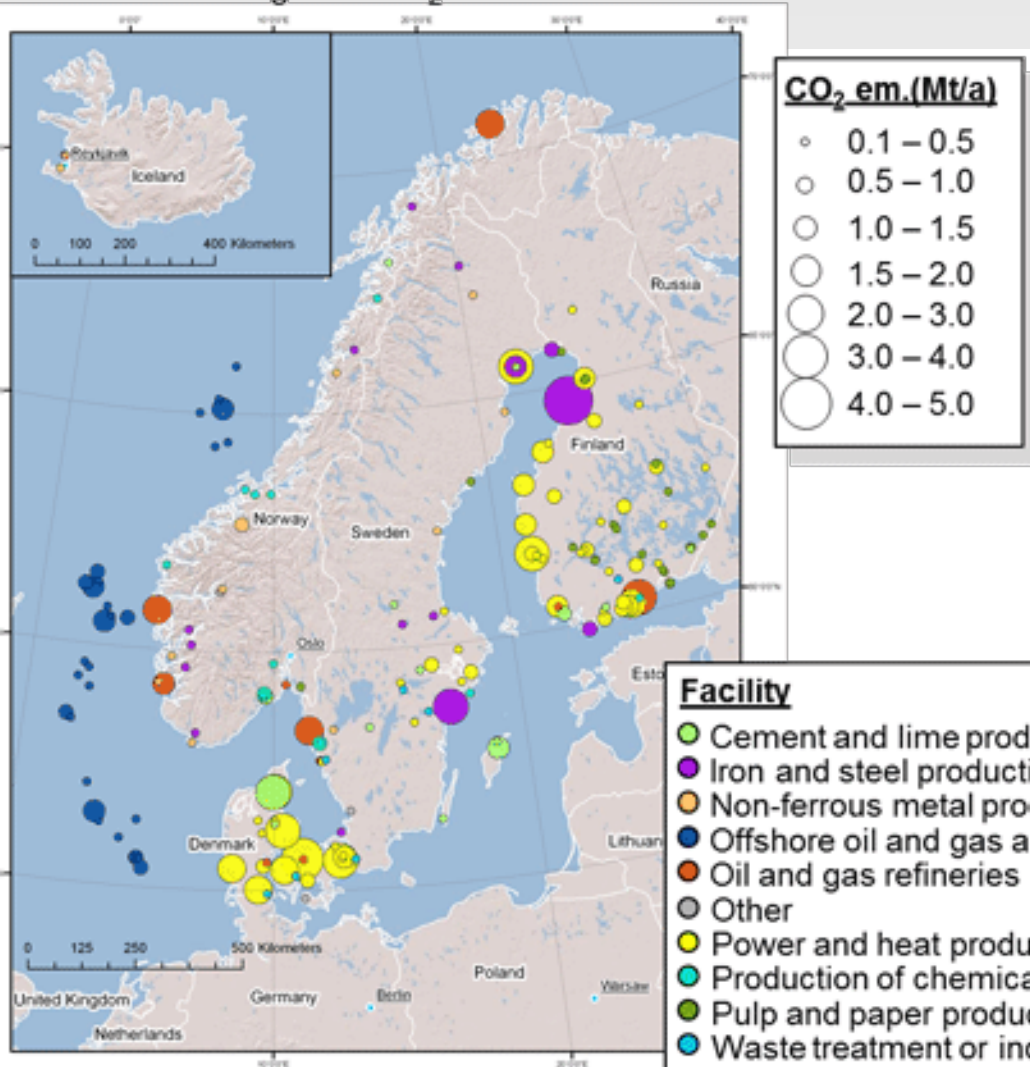 Reykjavik
Iceland
0 100 200 400 Kilometers
Russia
Finland
Norway
Sweden
Oslo
Esto
Denmark
Lithuan
0 125 250 500 Kilometers
Poland
United Kingdom
Germany
Berlin
Warsaw
Netherlands
CO₂ em.(Mt/a)
0.1 – 0.5
0.5 – 1.0
1.0 – 1.5
1.5 – 2.0
2.0 – 3.0
3.0 – 4.0
4.0 – 5.0
Facility
Cement and lime prod
Iron and steel producti
Non-ferrous metal pro
Offshore oil and gas a
Oil and gas refineries
Other
Power and heat produ
Production of chemica
Pulp and paper produc
Waste treatment or inc